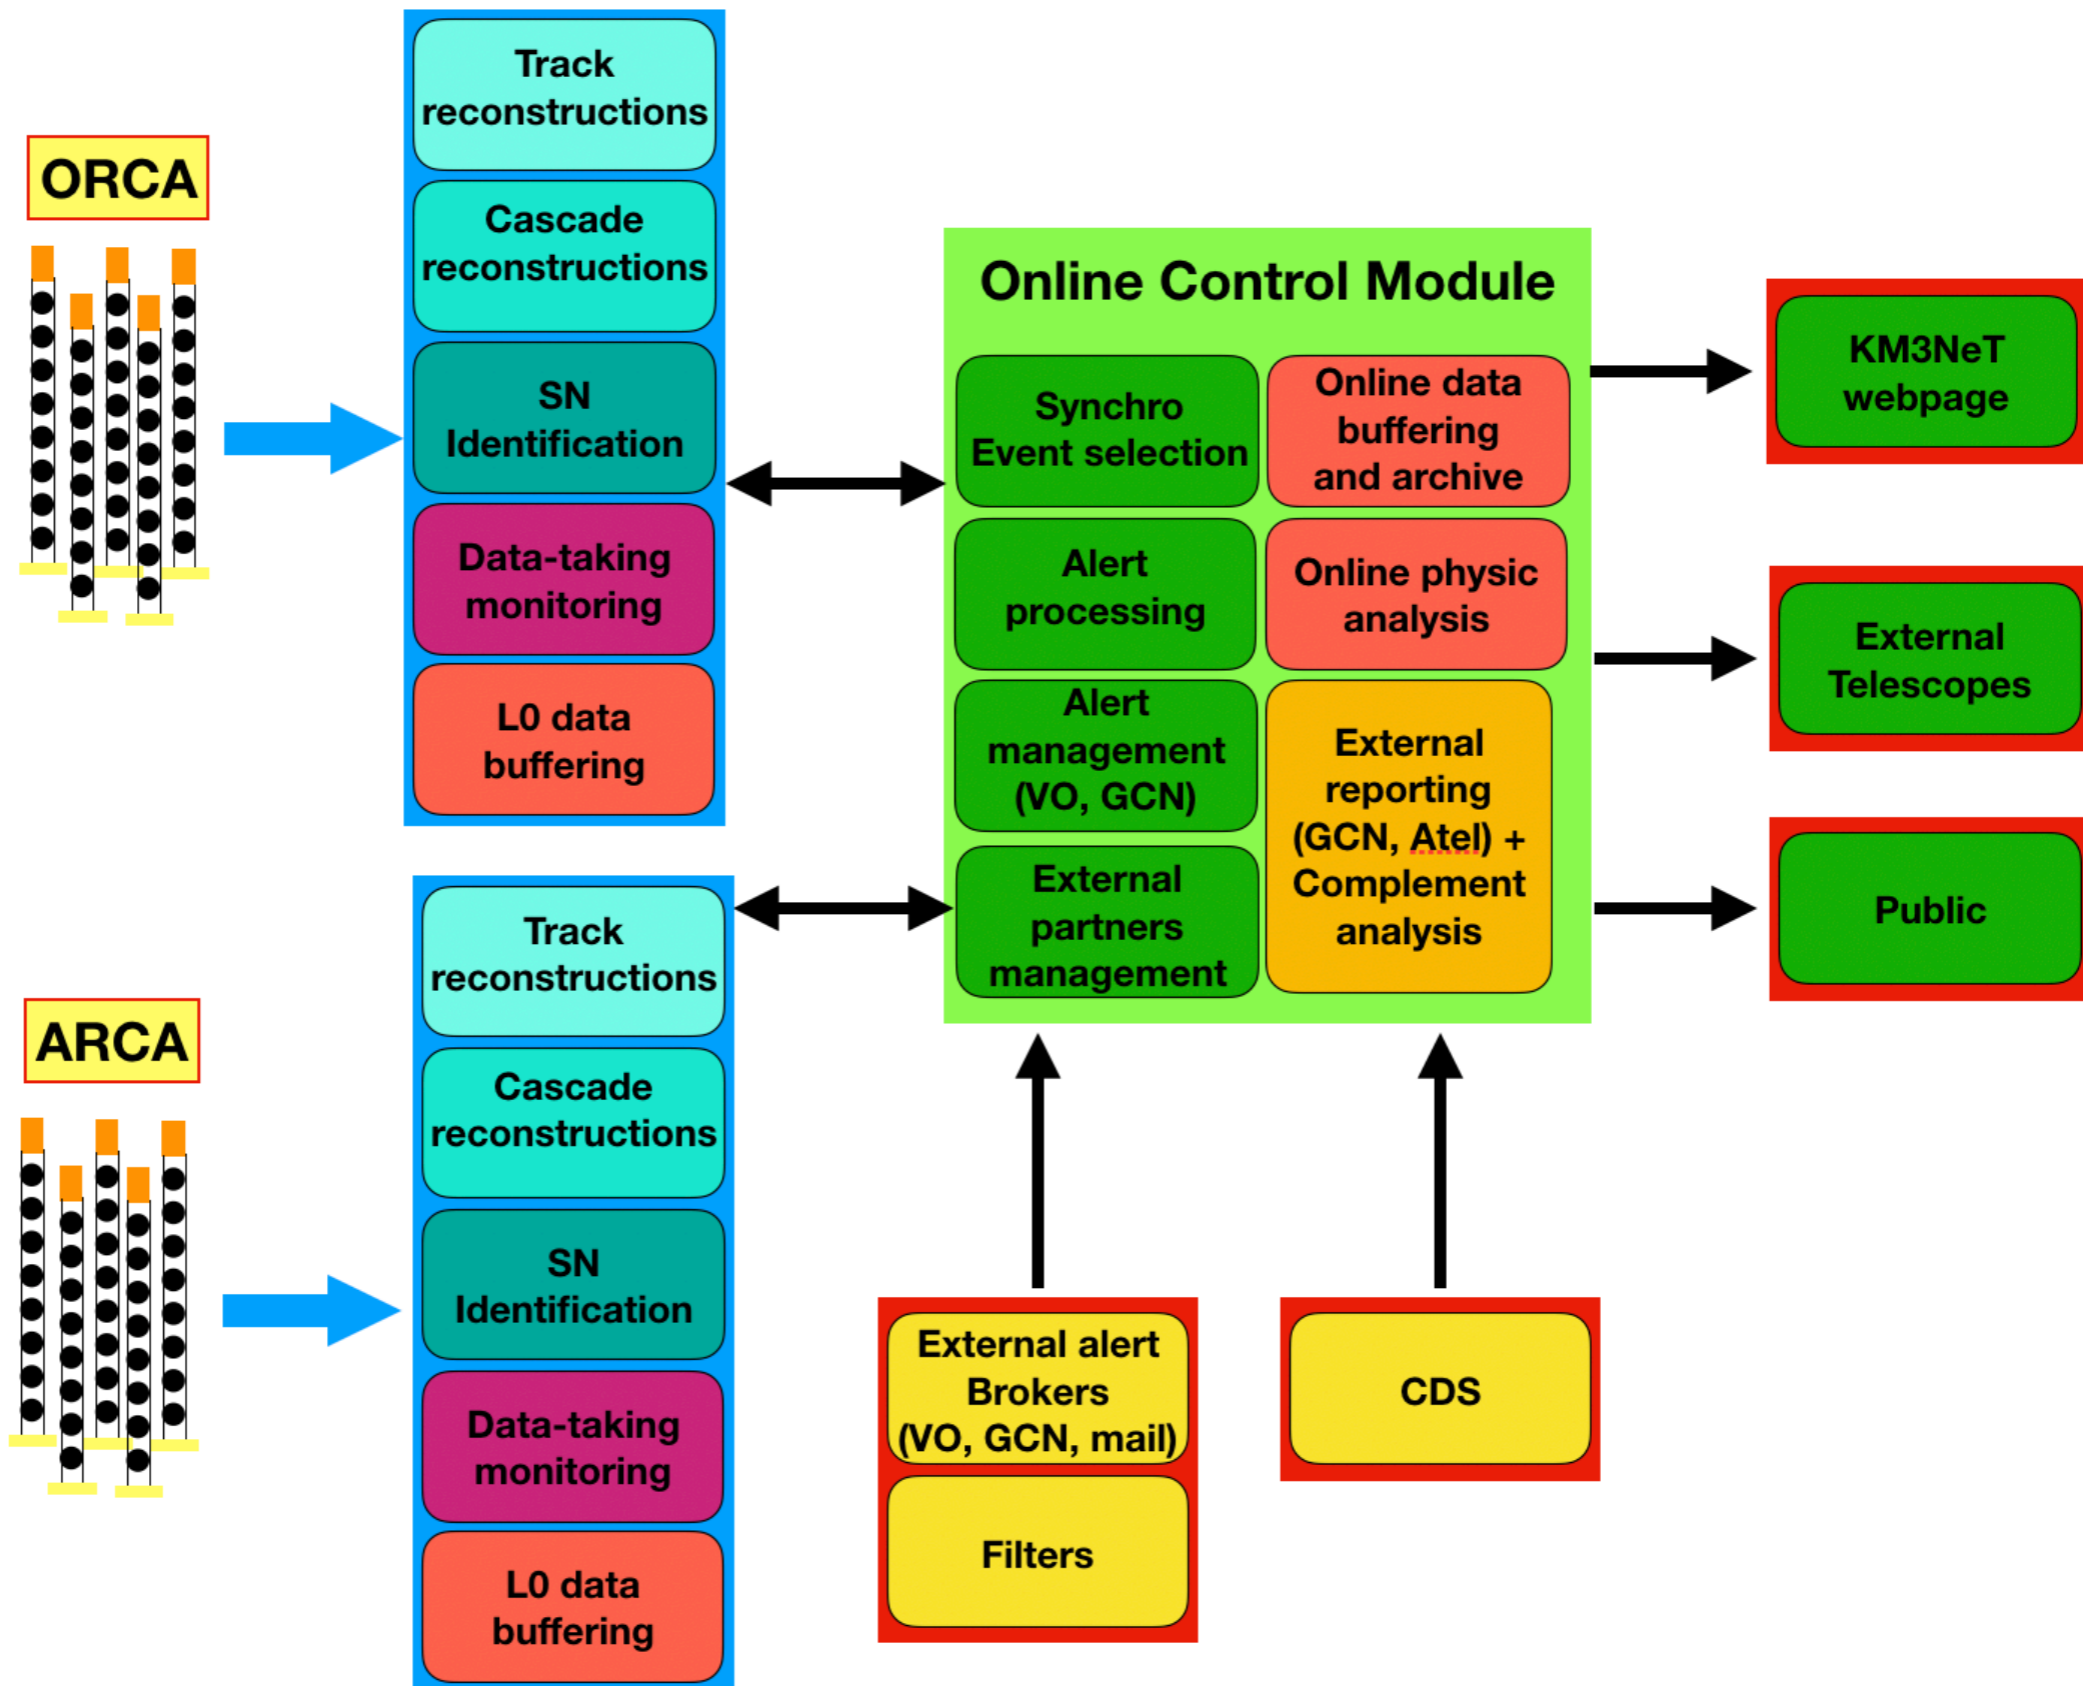 ORCA
Track
reconstructions
Cascade
reconstructions
SN
Identification
Data-taking
monitoring
L0 data
buffering
ARCA
Track
reconstructions
Cascade
reconstructions
SN
Identification
Data-taking
monitoring
L0 data
buffering
Online Control Module
Synchro
Event selection
Online data
buffering
and archive
Alert
processing
Online physic
analysis
Alert
management
(VO, GCN)
External
reporting
(GCN, Atel) +
Complement
analysis
External
partners
management
External alert
Brokers
(VO, GCN, mail)
Filters
CDS
KM3NeT
webpage
External
Telescopes
Public